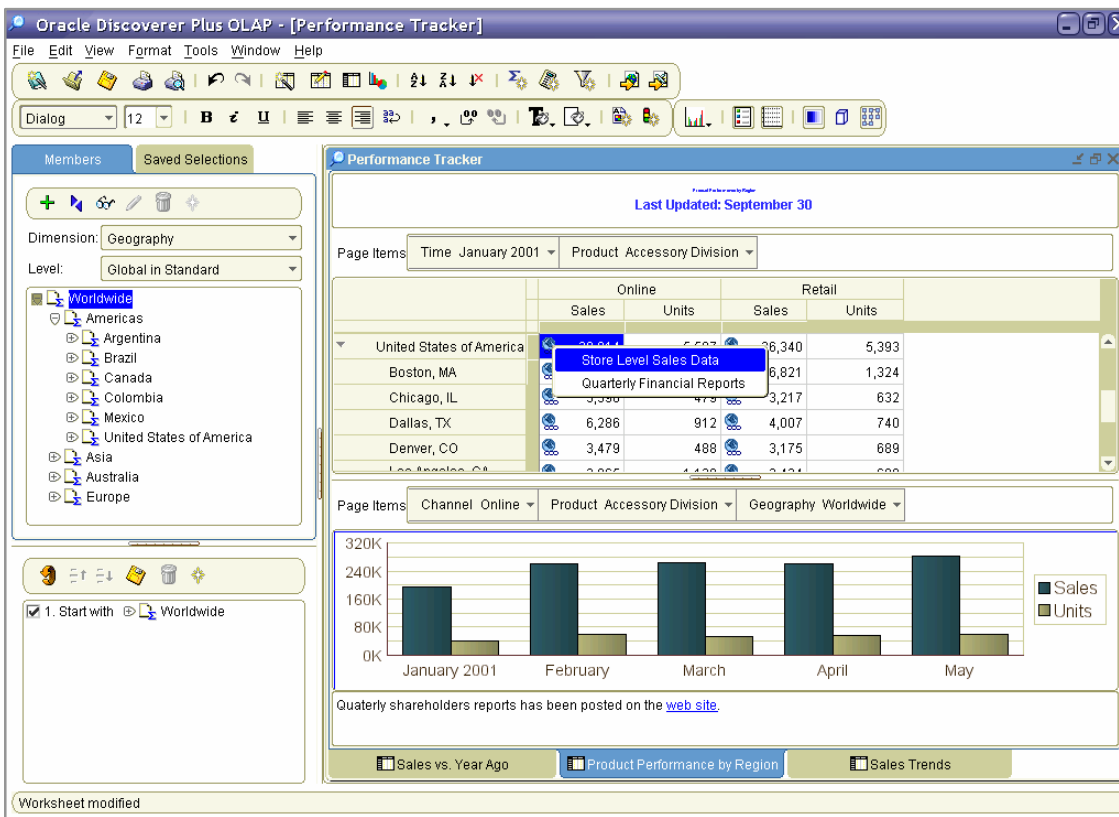 Oracle Discoverer Plus OLAP - [Performance Tracker]
File Edit View Format Tools Window Help
Dialog 12 B i U
Members Saved Selections
Dimension: Geography
Level: Global in Standard
Worldwide
Americas
Argentina
Brazil
Canada
Colombia
Mexico
United States of America
Asia
Australia
Europe
1. Start with Worldwide
Performance Tracker
Last Updated: September 30
Page Items Time January 2001 Product Accessory Division
Online Retail
Sales Units Sales Units
United States of America 26,340 5,393
Boston, MA 6,821 1,324
Chicago, IL 3,217 632
Dallas, TX 6,286 912 4,007 740
Denver, CO 3,479 488 3,175 689
Store Level Sales Data
Quarterly Financial Reports
Page Items Channel Online Product Accessory Division Geography Worldwide
320K
240K
160K
80K
0K
January 2001 February March April May
Sales
Units
Quaterly shareholders reports has been posted on the web site.
Sales vs. Year Ago Product Performance by Region Sales Trends
Worksheet modified